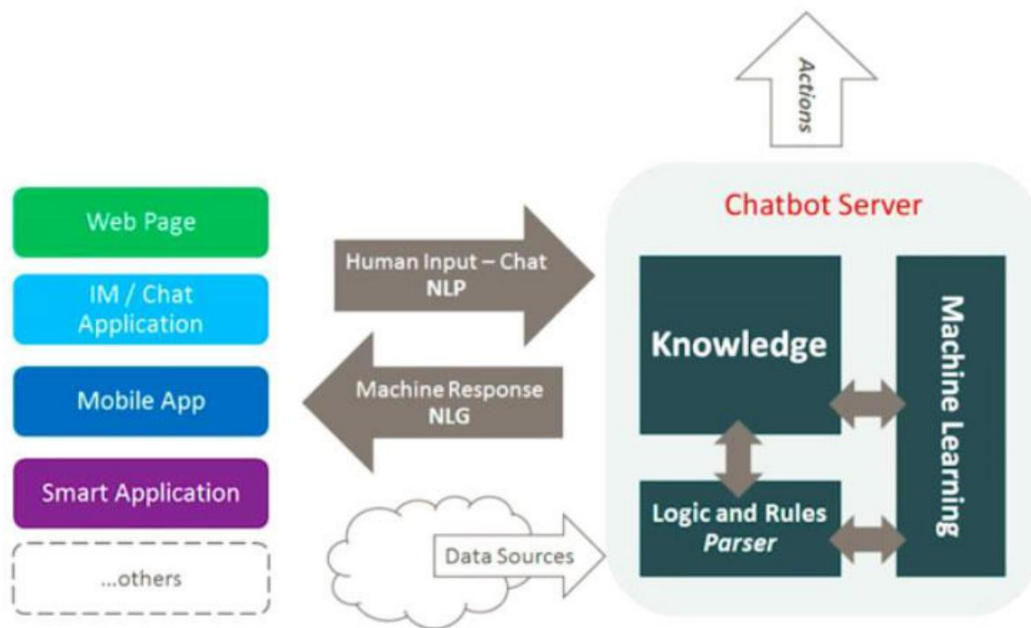 Actions
Chatbot Server
Web Page
IM / Chat
Application
Mobile App
Smart Application
...others
Human Input – Chat
NLP
Machine Response
NLG
Data Sources
Knowledge
Logic and Rules
Parser
Machine Learning